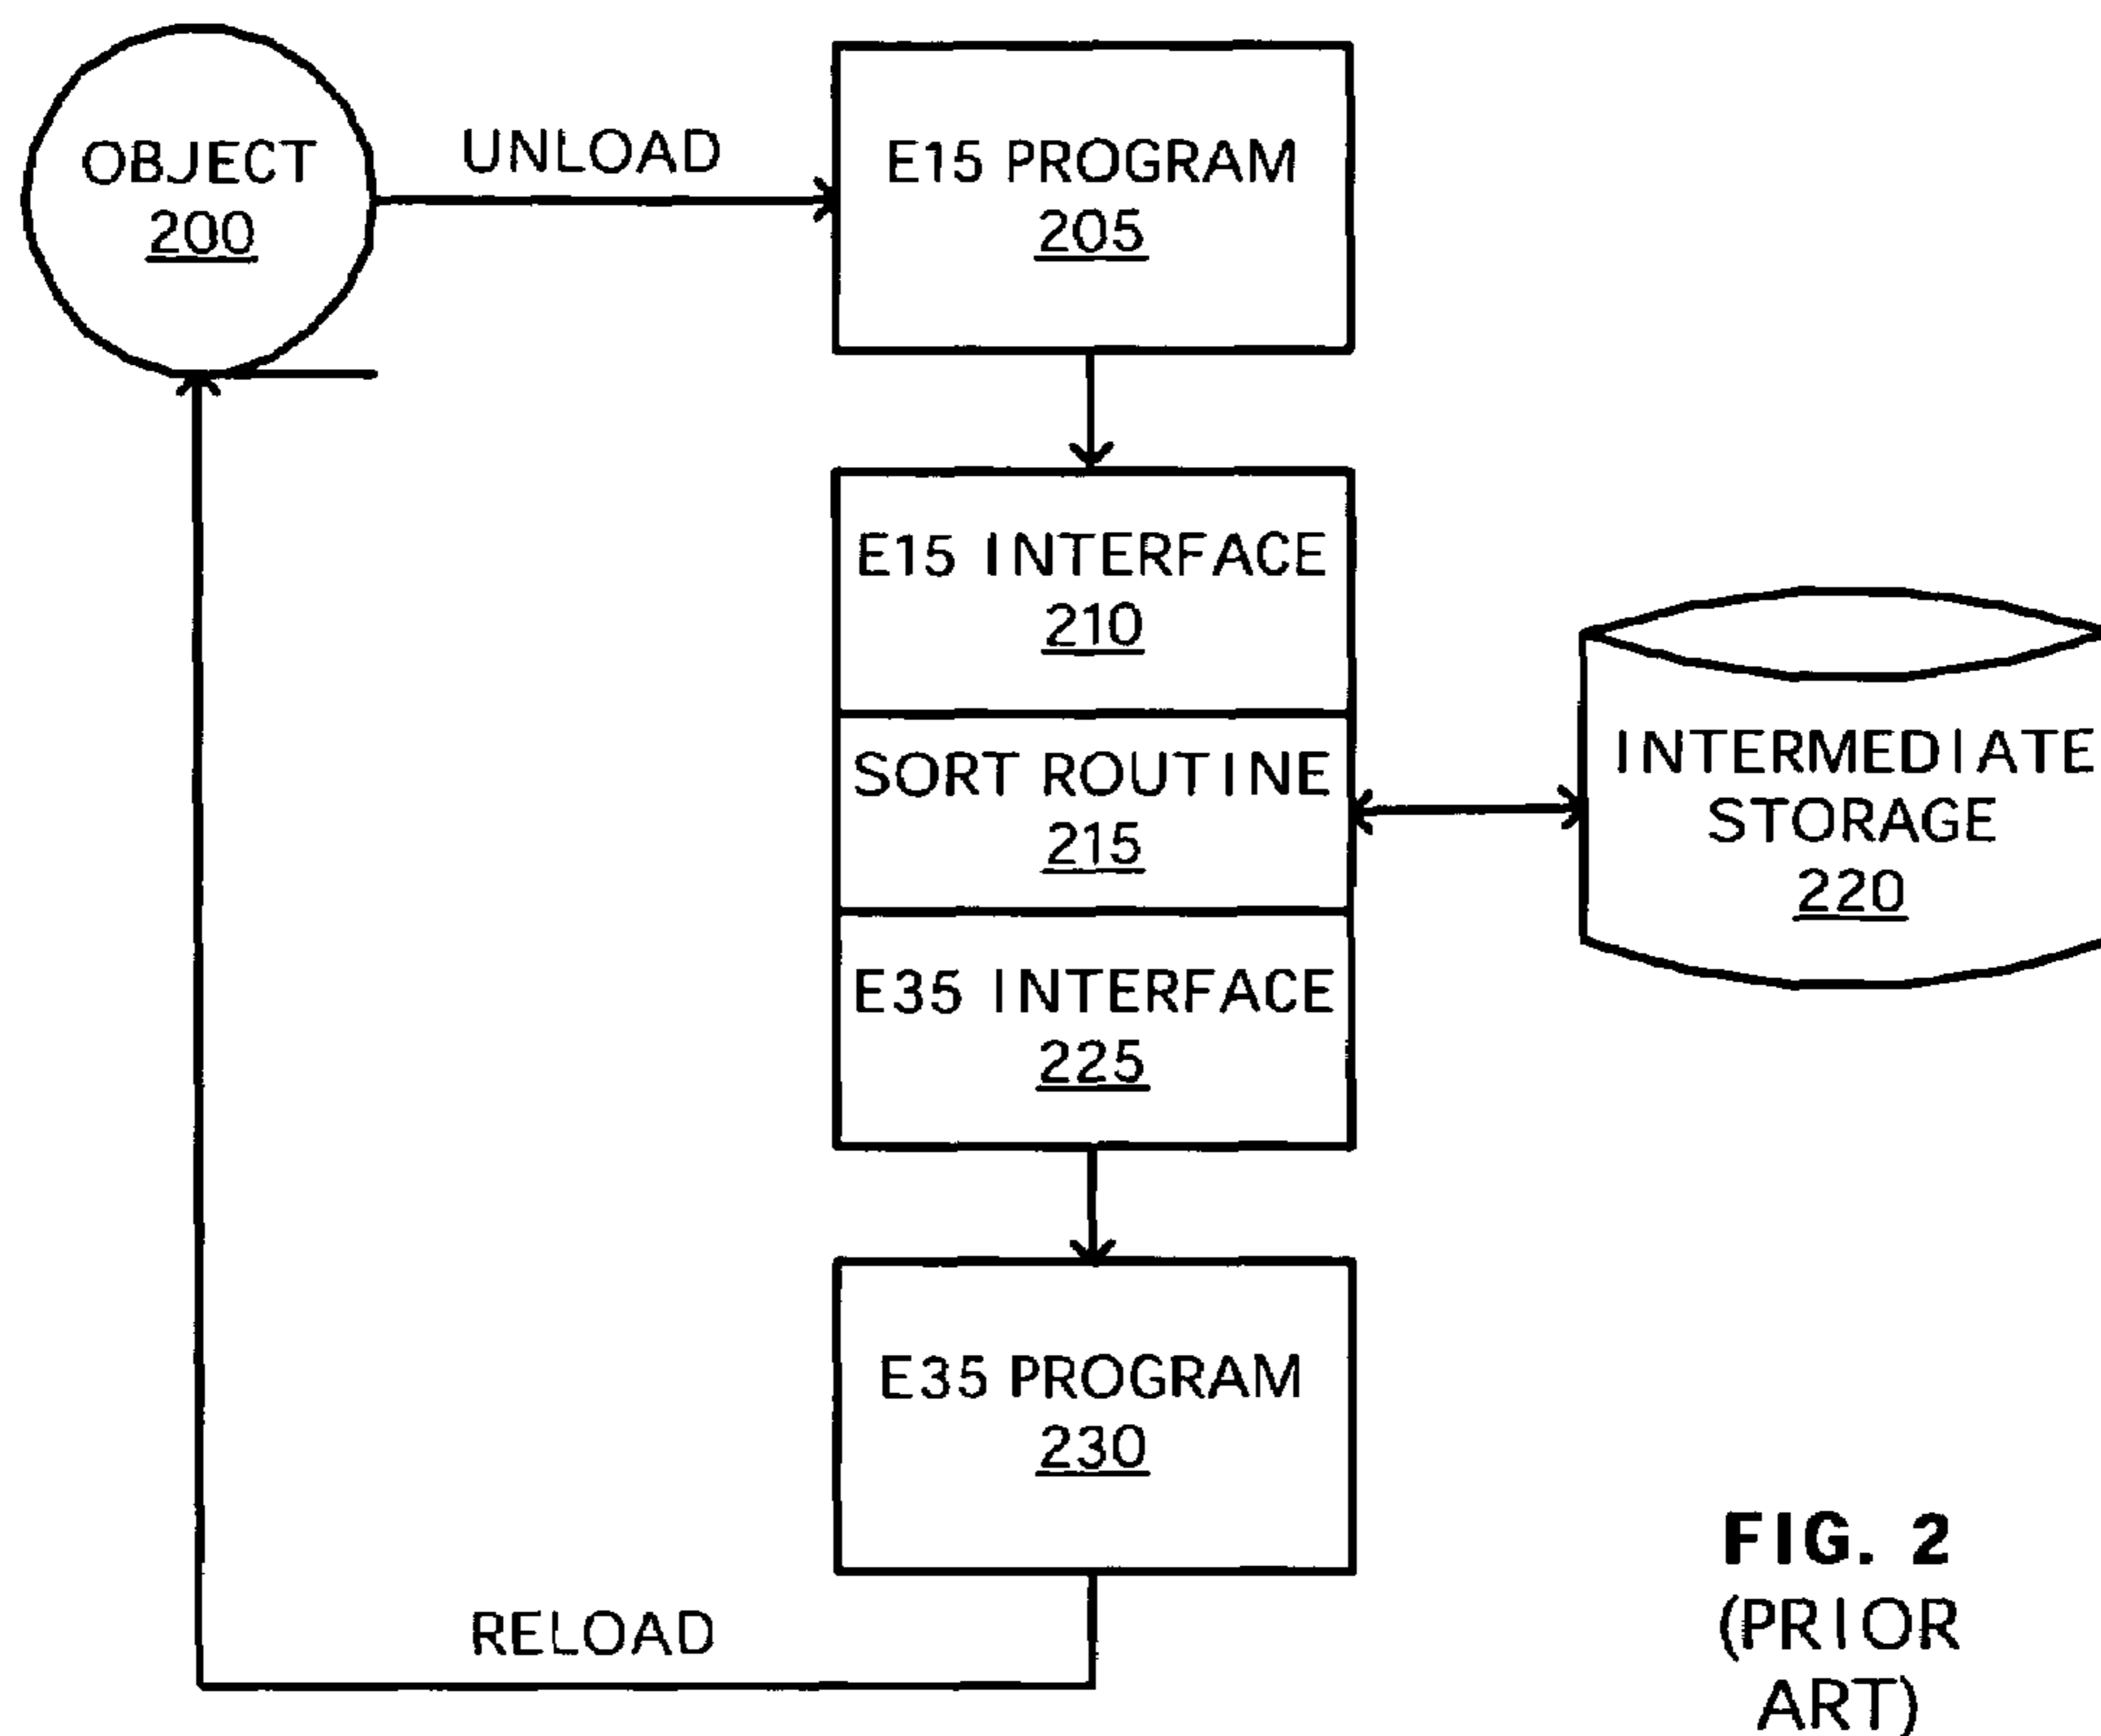 OBJECT
200
UNLOAD
E15 PROGRAM
205
E15 INTERFACE
210
SORT ROUTINE
215
INTERMEDIATE
STORAGE
220
E35 INTERFACE
225
E35 PROGRAM
230
RELOAD
FIG. 2
(PRIOR
ART)